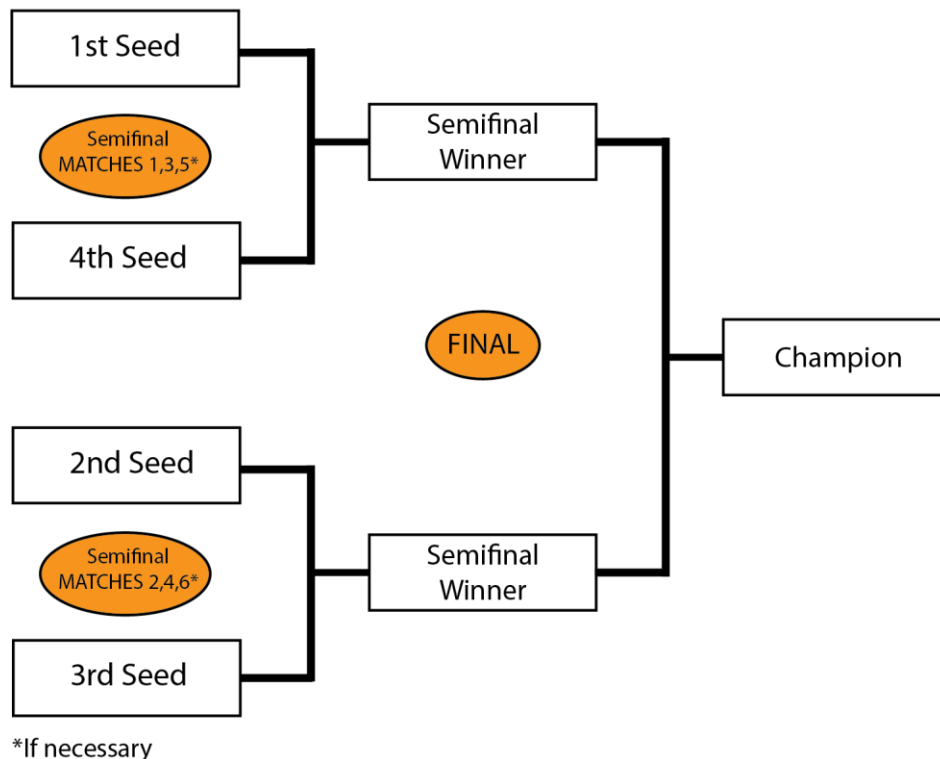 1st Seed
Semifinal
MATCHES 1,3,5*
4th Seed
Semifinal
Winner
FINAL
Champion
2nd Seed
Semifinal
MATCHES 2,4,6*
3rd Seed
Semifinal
Winner
*If necessary